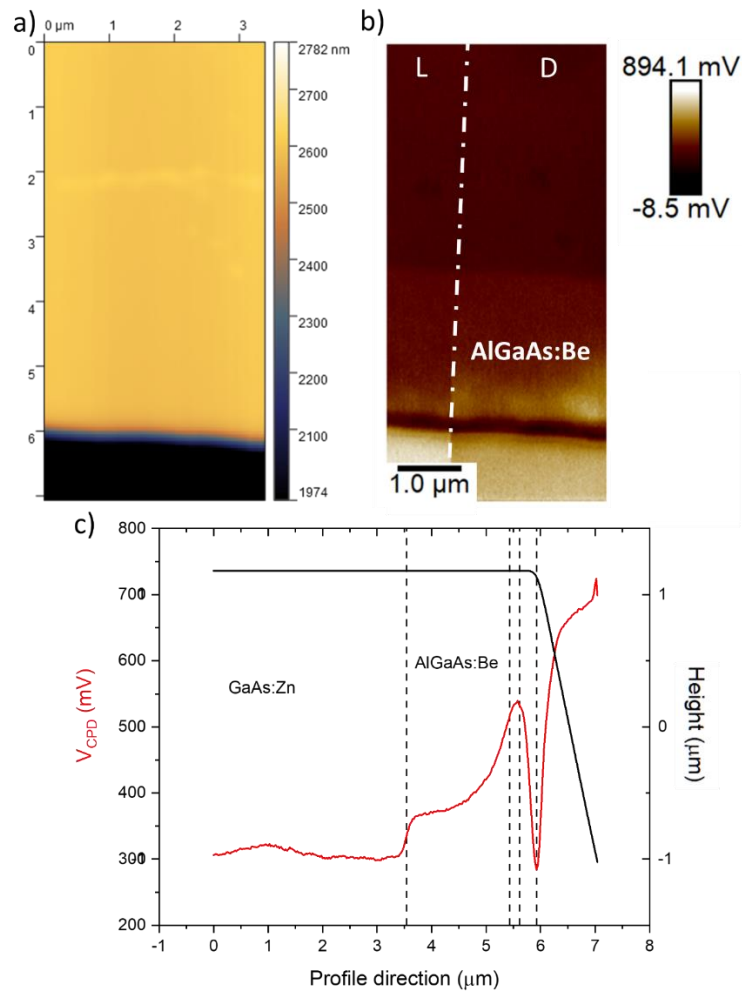 a)
0 µm 1 2 3
0
1
2
3
4
5
6
2782 nm
2700
2600
2500
2400
2300
2200
2100
1974
b)
L D
AlGaAs:Be
1.0 µm
894.1 mV
-8.5 mV
c)
800
700
600
500
400
300
200
V_CPD (mV)
GaAs:Zn
AlGaAs:Be
1
0
-1
Height (µm)
-1 0 1 2 3 4 5 6 7 8
Profile direction (µm)